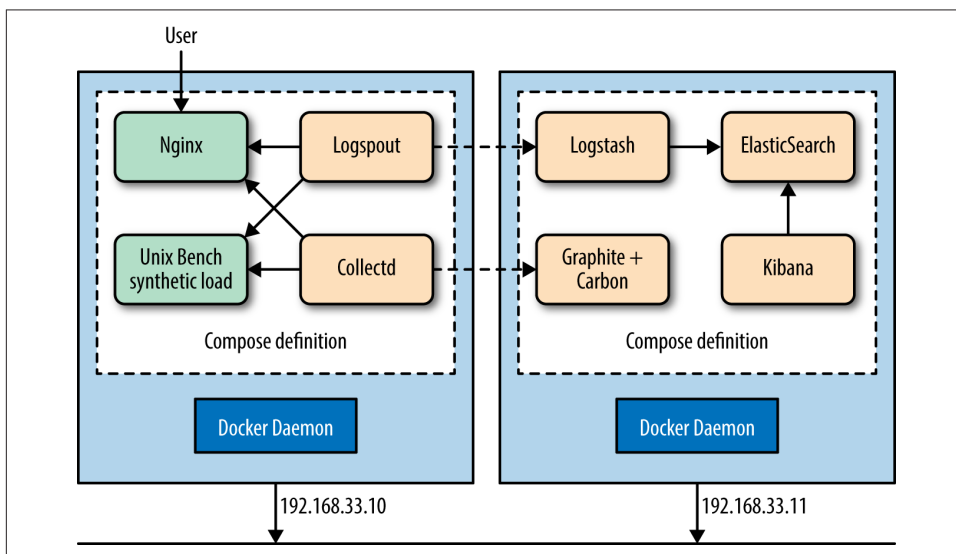 User
Nginx
Logspout
Logstash
ElasticSearch
Unix Bench
synthetic load
Collectd
Graphite +
Carbon
Kibana
Compose definition
Compose definition
Docker Daemon
Docker Daemon
192.168.33.10
192.168.33.11